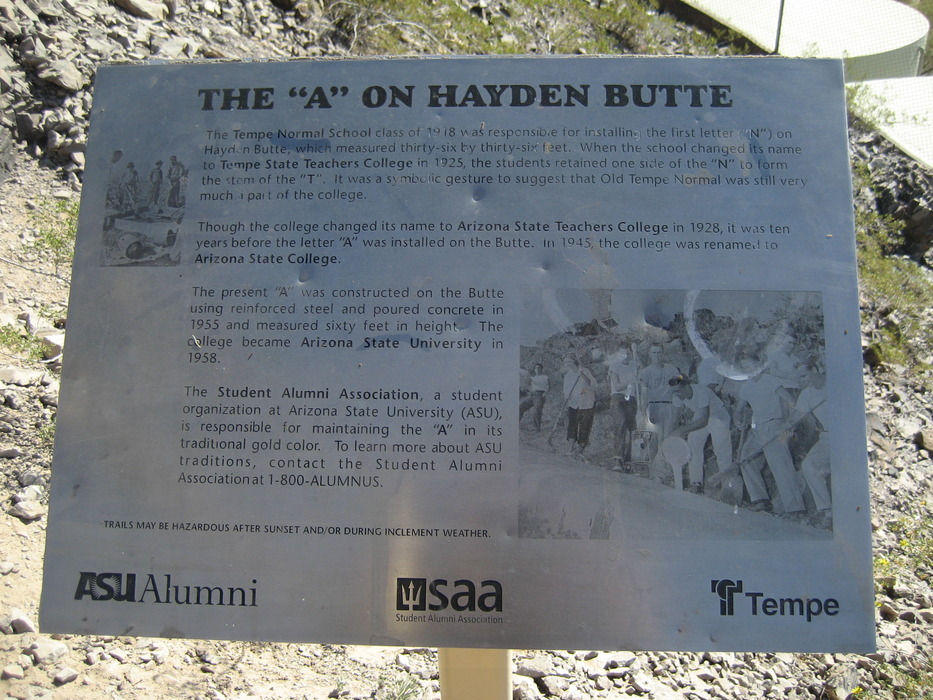 THE “A” ON HAYDEN BUTTE
The Tempe Normal School class of 1918 was responsible for installing the first letter (“N”) on
Hayden Butte, which measured thirty-six by thirty-six feet. When the school changed its name
to Tempe State Teachers College in 1925, the students retained one side of the “N” to form
the stem of the “T”. It was a symbolic gesture to suggest that Old Tempe Normal was still very
much a part of the college.
Though the college changed its name to Arizona State Teachers College in 1928, it was ten
years before the letter “A” was installed on the Butte. In 1945, the college was renamed to
Arizona State College.
The present “A” was constructed on the Butte
using reinforced steel and poured concrete in
1955 and measured sixty feet in height. The
college became Arizona State University in
1958.
The Student Alumni Association, a student
organization at Arizona State University (ASU),
is responsible for maintaining the “A” in its
traditional gold color. To learn more about ASU
traditions, contact the Student Alumni
Association at 1-800-ALUMNUS.
TRAILS MAY BE HAZARDOUS AFTER SUNSET AND/OR DURING INCLEMENT WEATHER.
ASU Alumni
saa
Student Alumni Association
Tempe